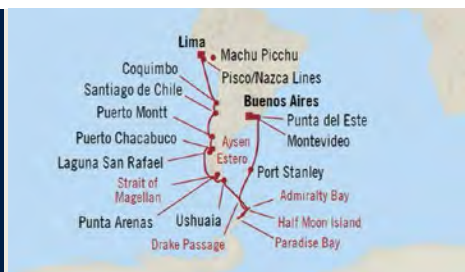 Lima
Machu Picchu
Pisco/Nazca Lines
Coquimbo
Santiago de Chile
Buenos Aires
Puerto Montt
Punta del Este
Montevideo
Puerto Chacabuco
Aysen
Estero
Laguna San Rafael
Port Stanley
Strait of
Magellan
Admiralty Bay
Punta Arenas
Ushuaia
Half Moon Island
Drake Passage
Paradise Bay